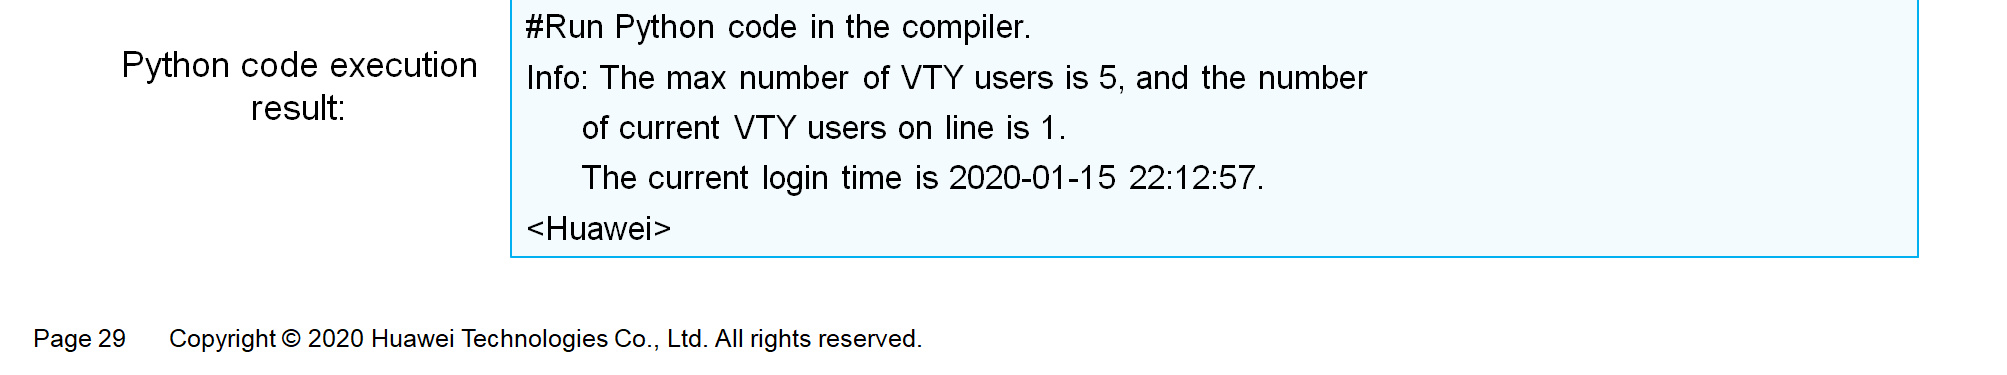 Python code execution
result:
#Run Python code in the compiler.
Info: The max number of VTY users is 5, and the number
of current VTY users on line is 1.
The current login time is 2020-01-15 22:12:57.
<Huawei>
Page 29 Copyright © 2020 Huawei Technologies Co., Ltd. All rights reserved.